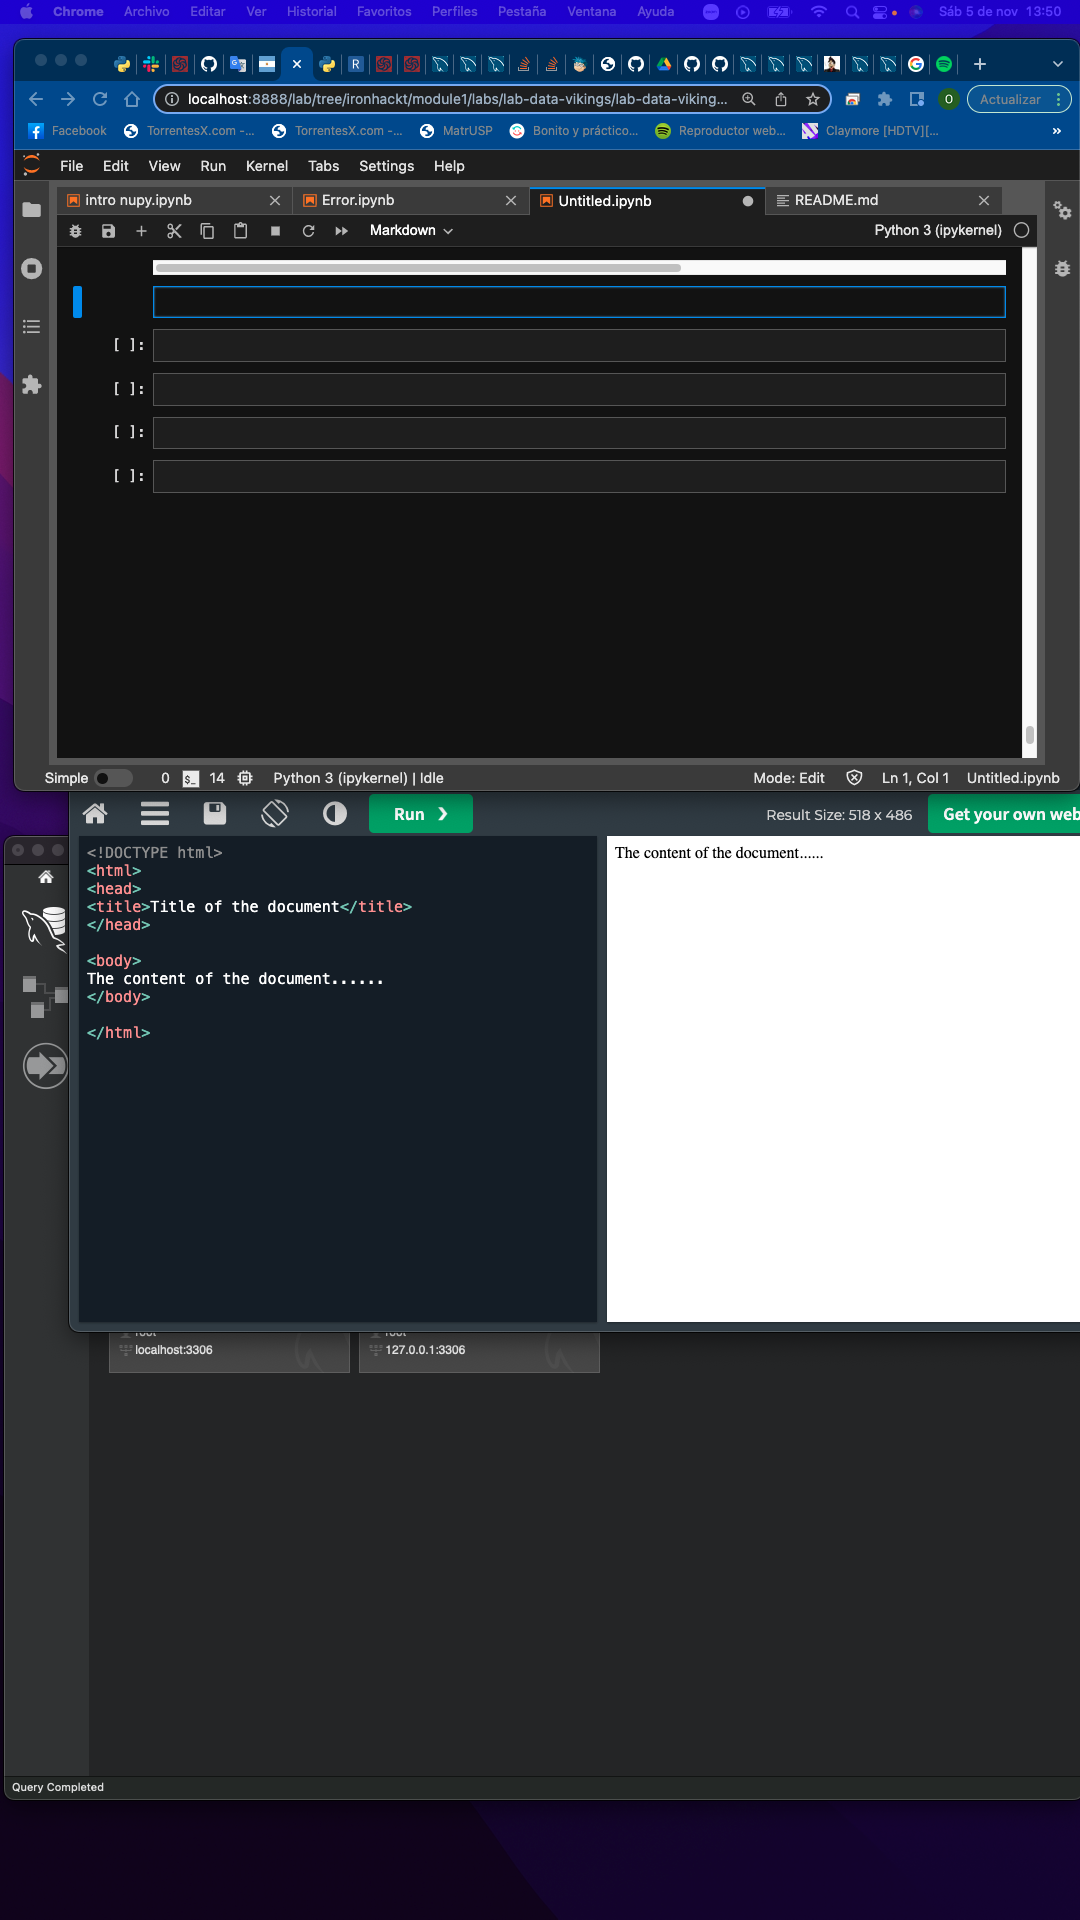 Chrome Archivo Editar Ver Historial Favoritos Perfiles Pestaña Ventana Ayuda Sáb 5 de nov 13:50
localhost:8888/lab/tree/ironhackt/module1/labs/lab-data-vikings/lab-data-viking... 0 Actualizar
Facebook TorrentesX.com -... TorrentesX.com -... MatrUSP Bonito y práctico... Reproductor web... Claymore [HDTV][... »
File Edit View Run Kernel Tabs Settings Help
intro nupy.ipynb Error.ipynb Untitled.ipynb README.md
Markdown Python 3 (ipykernel)
[ ]:
[ ]:
[ ]:
[ ]:
Simple 0 $_ 14 Python 3 (ipykernel) | Idle Mode: Edit Ln 1, Col 1 Untitled.ipynb
Run ❯ Result Size: 518 x 486 Get your own web
<!DOCTYPE html>
<html>
<head>
<title>Title of the document</title>
</head>
<body>
The content of the document......
</body>
</html>
The content of the document......
root root
localhost:3306 127.0.0.1:3306
Query Completed